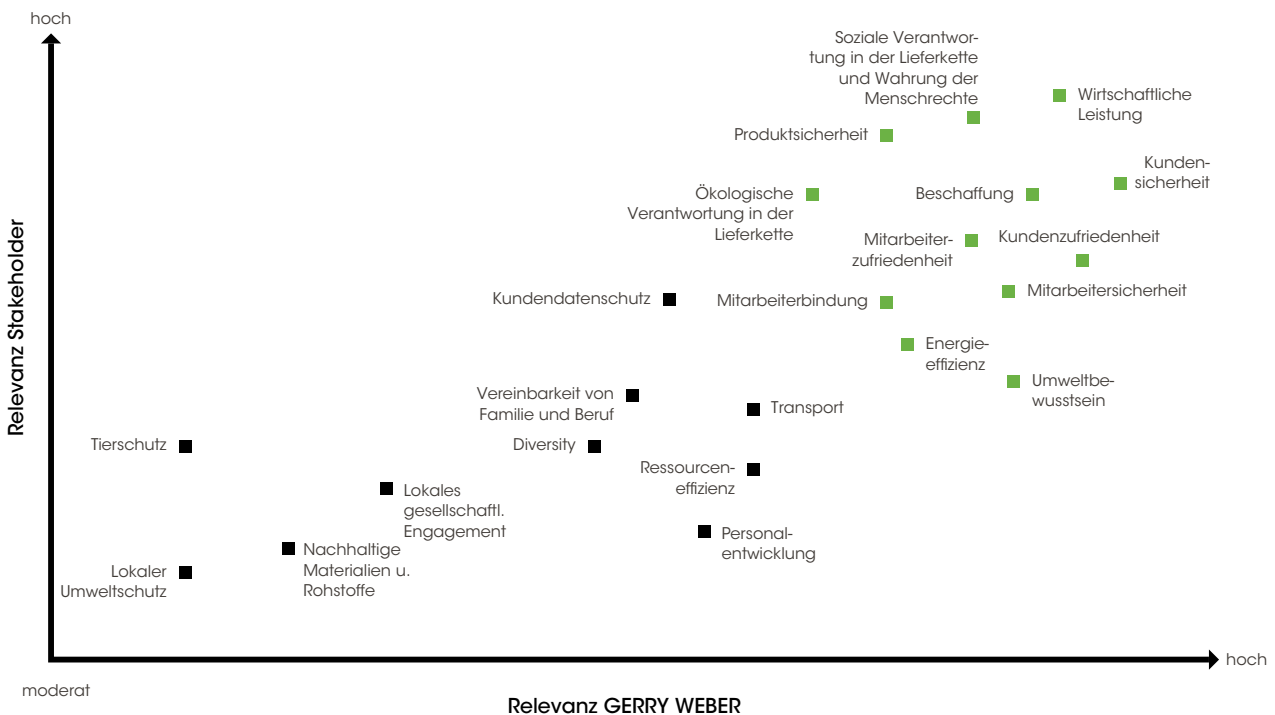 hoch
Soziale Verantwor-
tung in der Lieferkette
und Wahrung der
Menschrechte
Wirtschaftliche
Leistung
Produktsicherheit
Kunden-
sicherheit
Ökologische
Verantwortung in der
Lieferkette
Beschaffung
Mitarbeiter-
zufriedenheit
Kundenzufriedenheit
Kundendatenschutz
Mitarbeiterbindung
Mitarbeitersicherheit
Energie-
effizienz
Umweltbe-
wusstsein
Vereinbarkeit von
Familie und Beruf
Transport
Tierschutz
Diversity
Ressourcen-
effizienz
Lokales
gesellschaftl.
Engagement
Personal-
entwicklung
Nachhaltige
Materialien u.
Rohstoffe
Lokaler
Umweltschutz
Relevanz Stakeholder
hoch
moderat
Relevanz GERRY WEBER